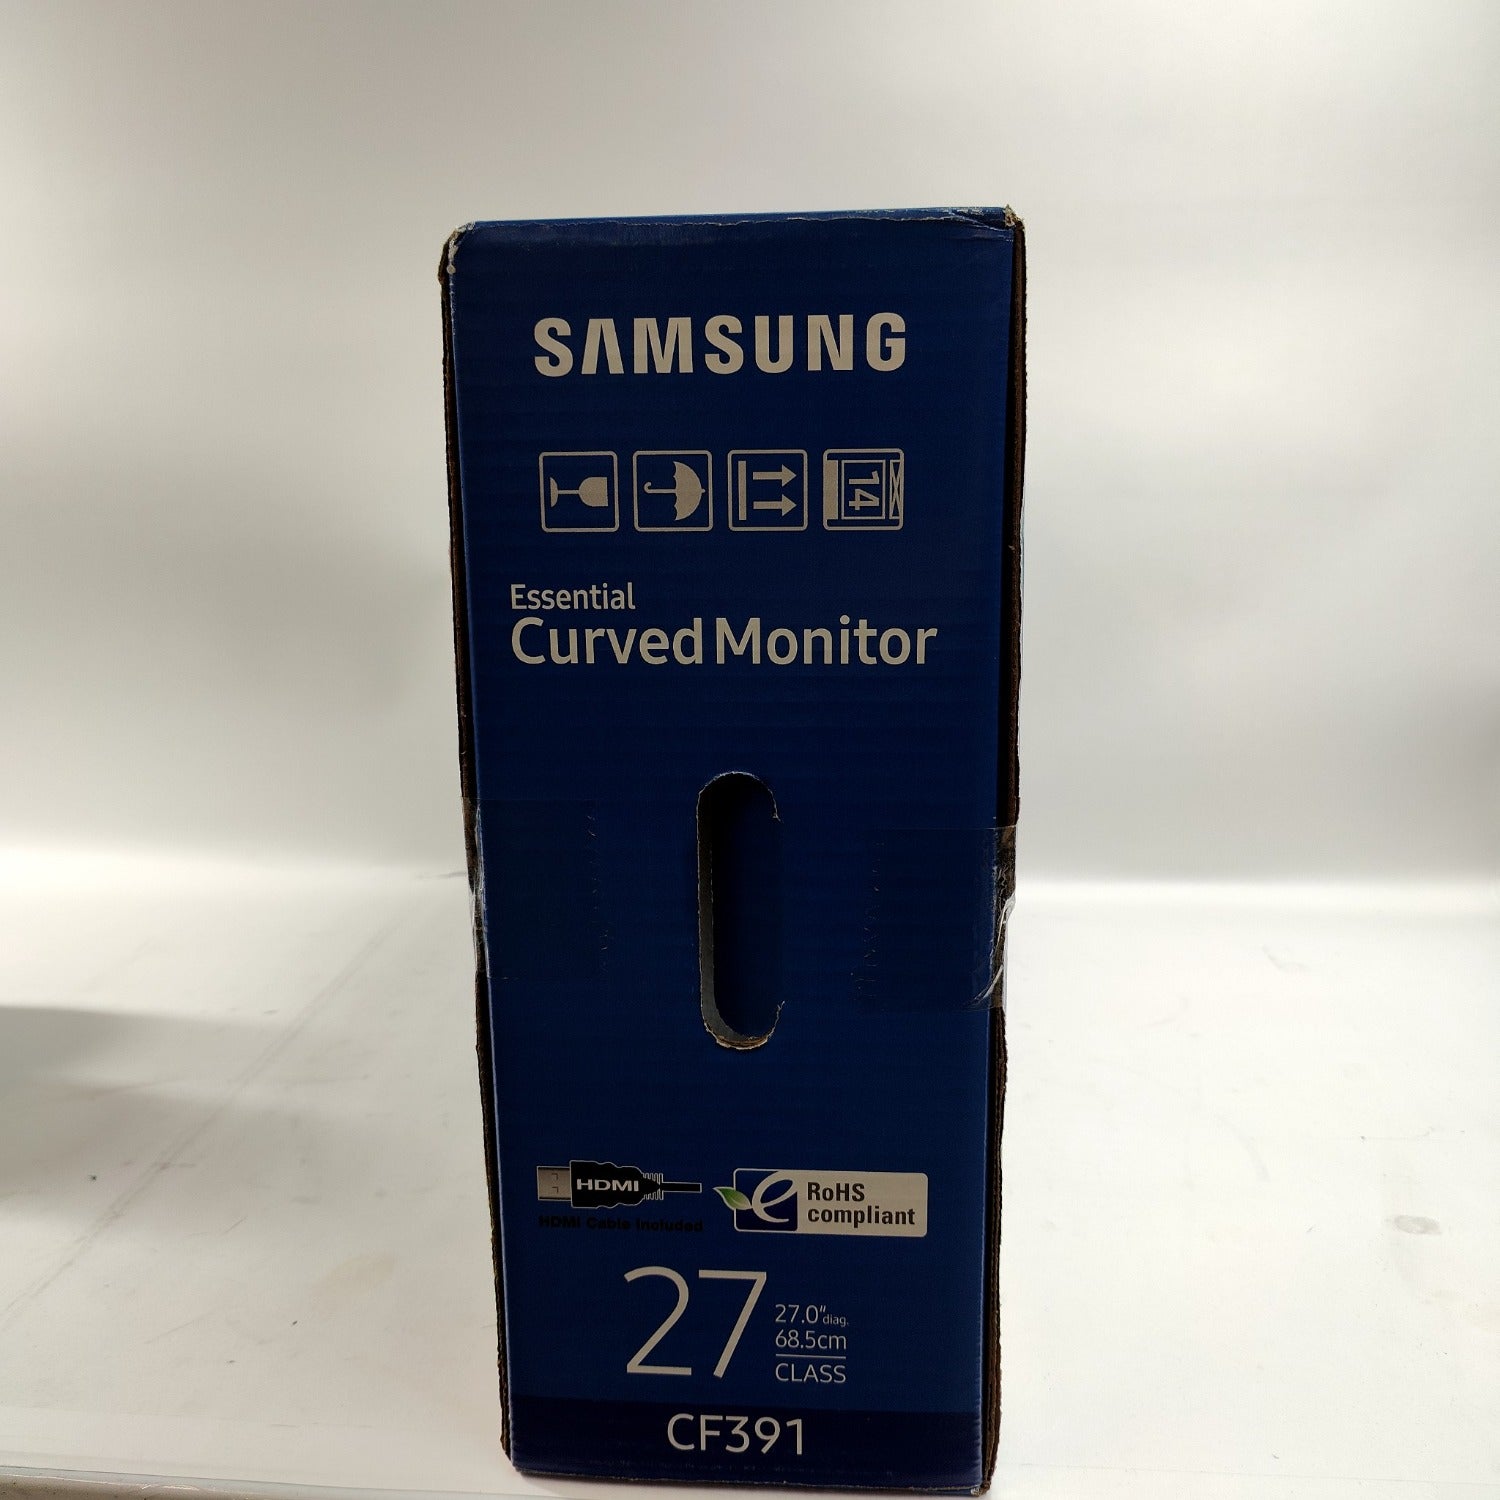 SAMSUNG
14
Essential
Curved Monitor
HDMI
HDMI Cable Included
RoHS
compliant
27
27.0" diag.
68.5cm
CLASS
CF391